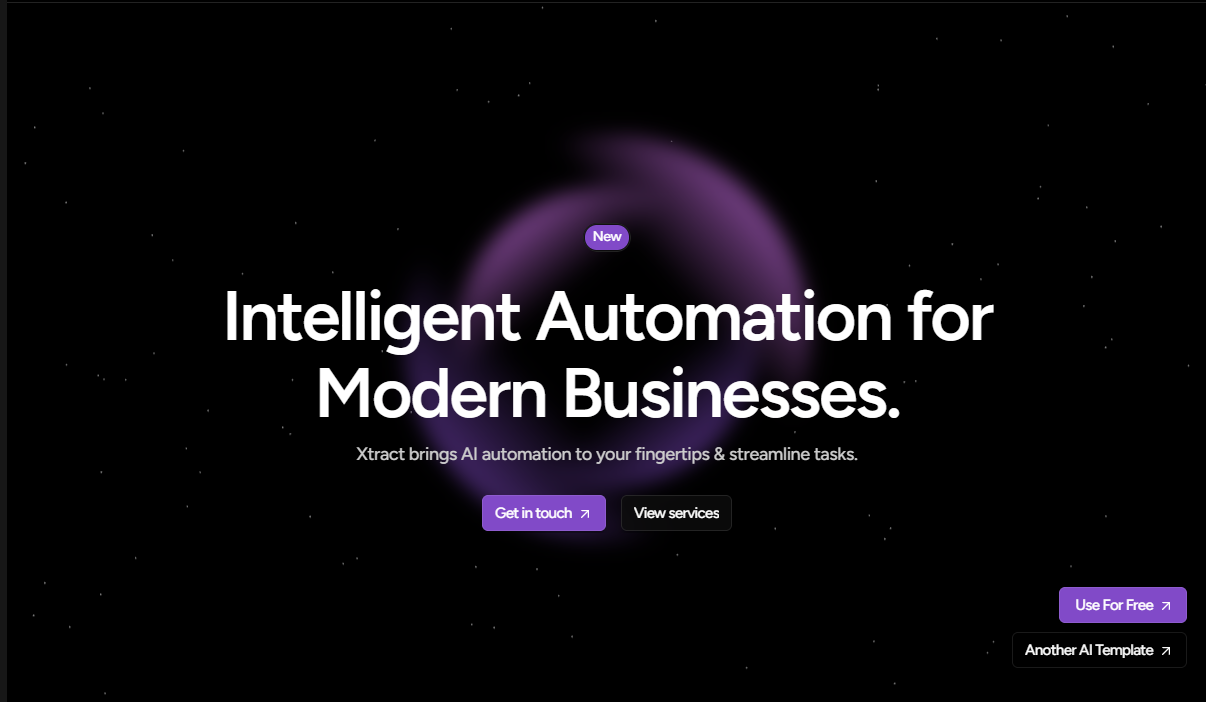 New
Intelligent Automation for
Modern Businesses.
Xtract brings AI automation to your fingertips & streamline tasks.
Get in touch
View services
Use For Free
Another AI Template